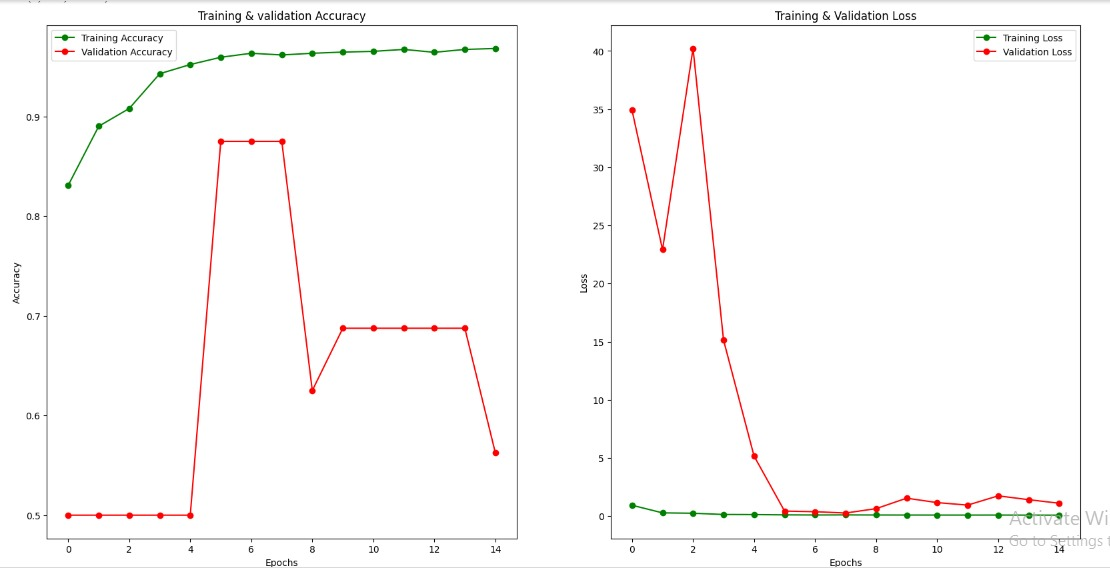 Training & validation Accuracy
Training Accuracy
Validation Accuracy
Accuracy
0.9
0.8
0.7
0.6
0.5
0 2 4 6 8 10 12 14
Epochs
Training & Validation Loss
Training Loss
Validation Loss
Loss
40
35
30
25
20
15
10
5
0
0 2 4 6 8 10 12 14
Epochs
Activate Wi
Go to Settings t